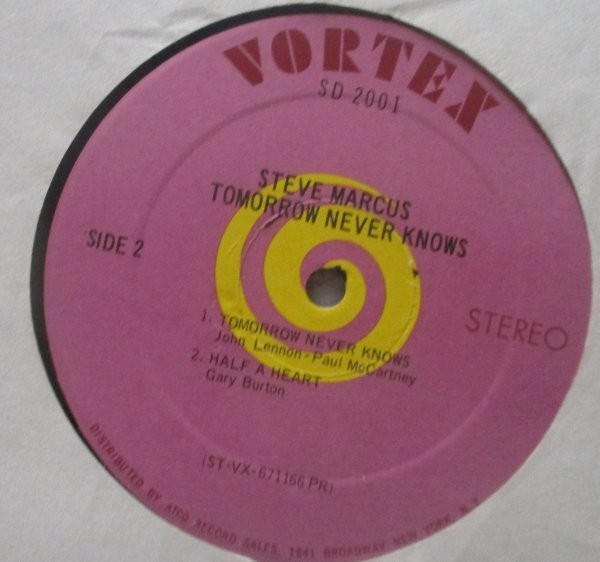 VORTEX
SD 2001
STEVE MARCUS
TOMORROW NEVER KNOWS
SIDE 2
STEREO
1. TOMORROW NEVER KNOWS
John Lennon-Paul McCartney
2. HALF A HEART
Gary Burton
(ST-VX-671166 PR)
DISTRIBUTED BY ATCO RECORD SALES, 1841 BROADWAY, NEW YORK, N.Y.